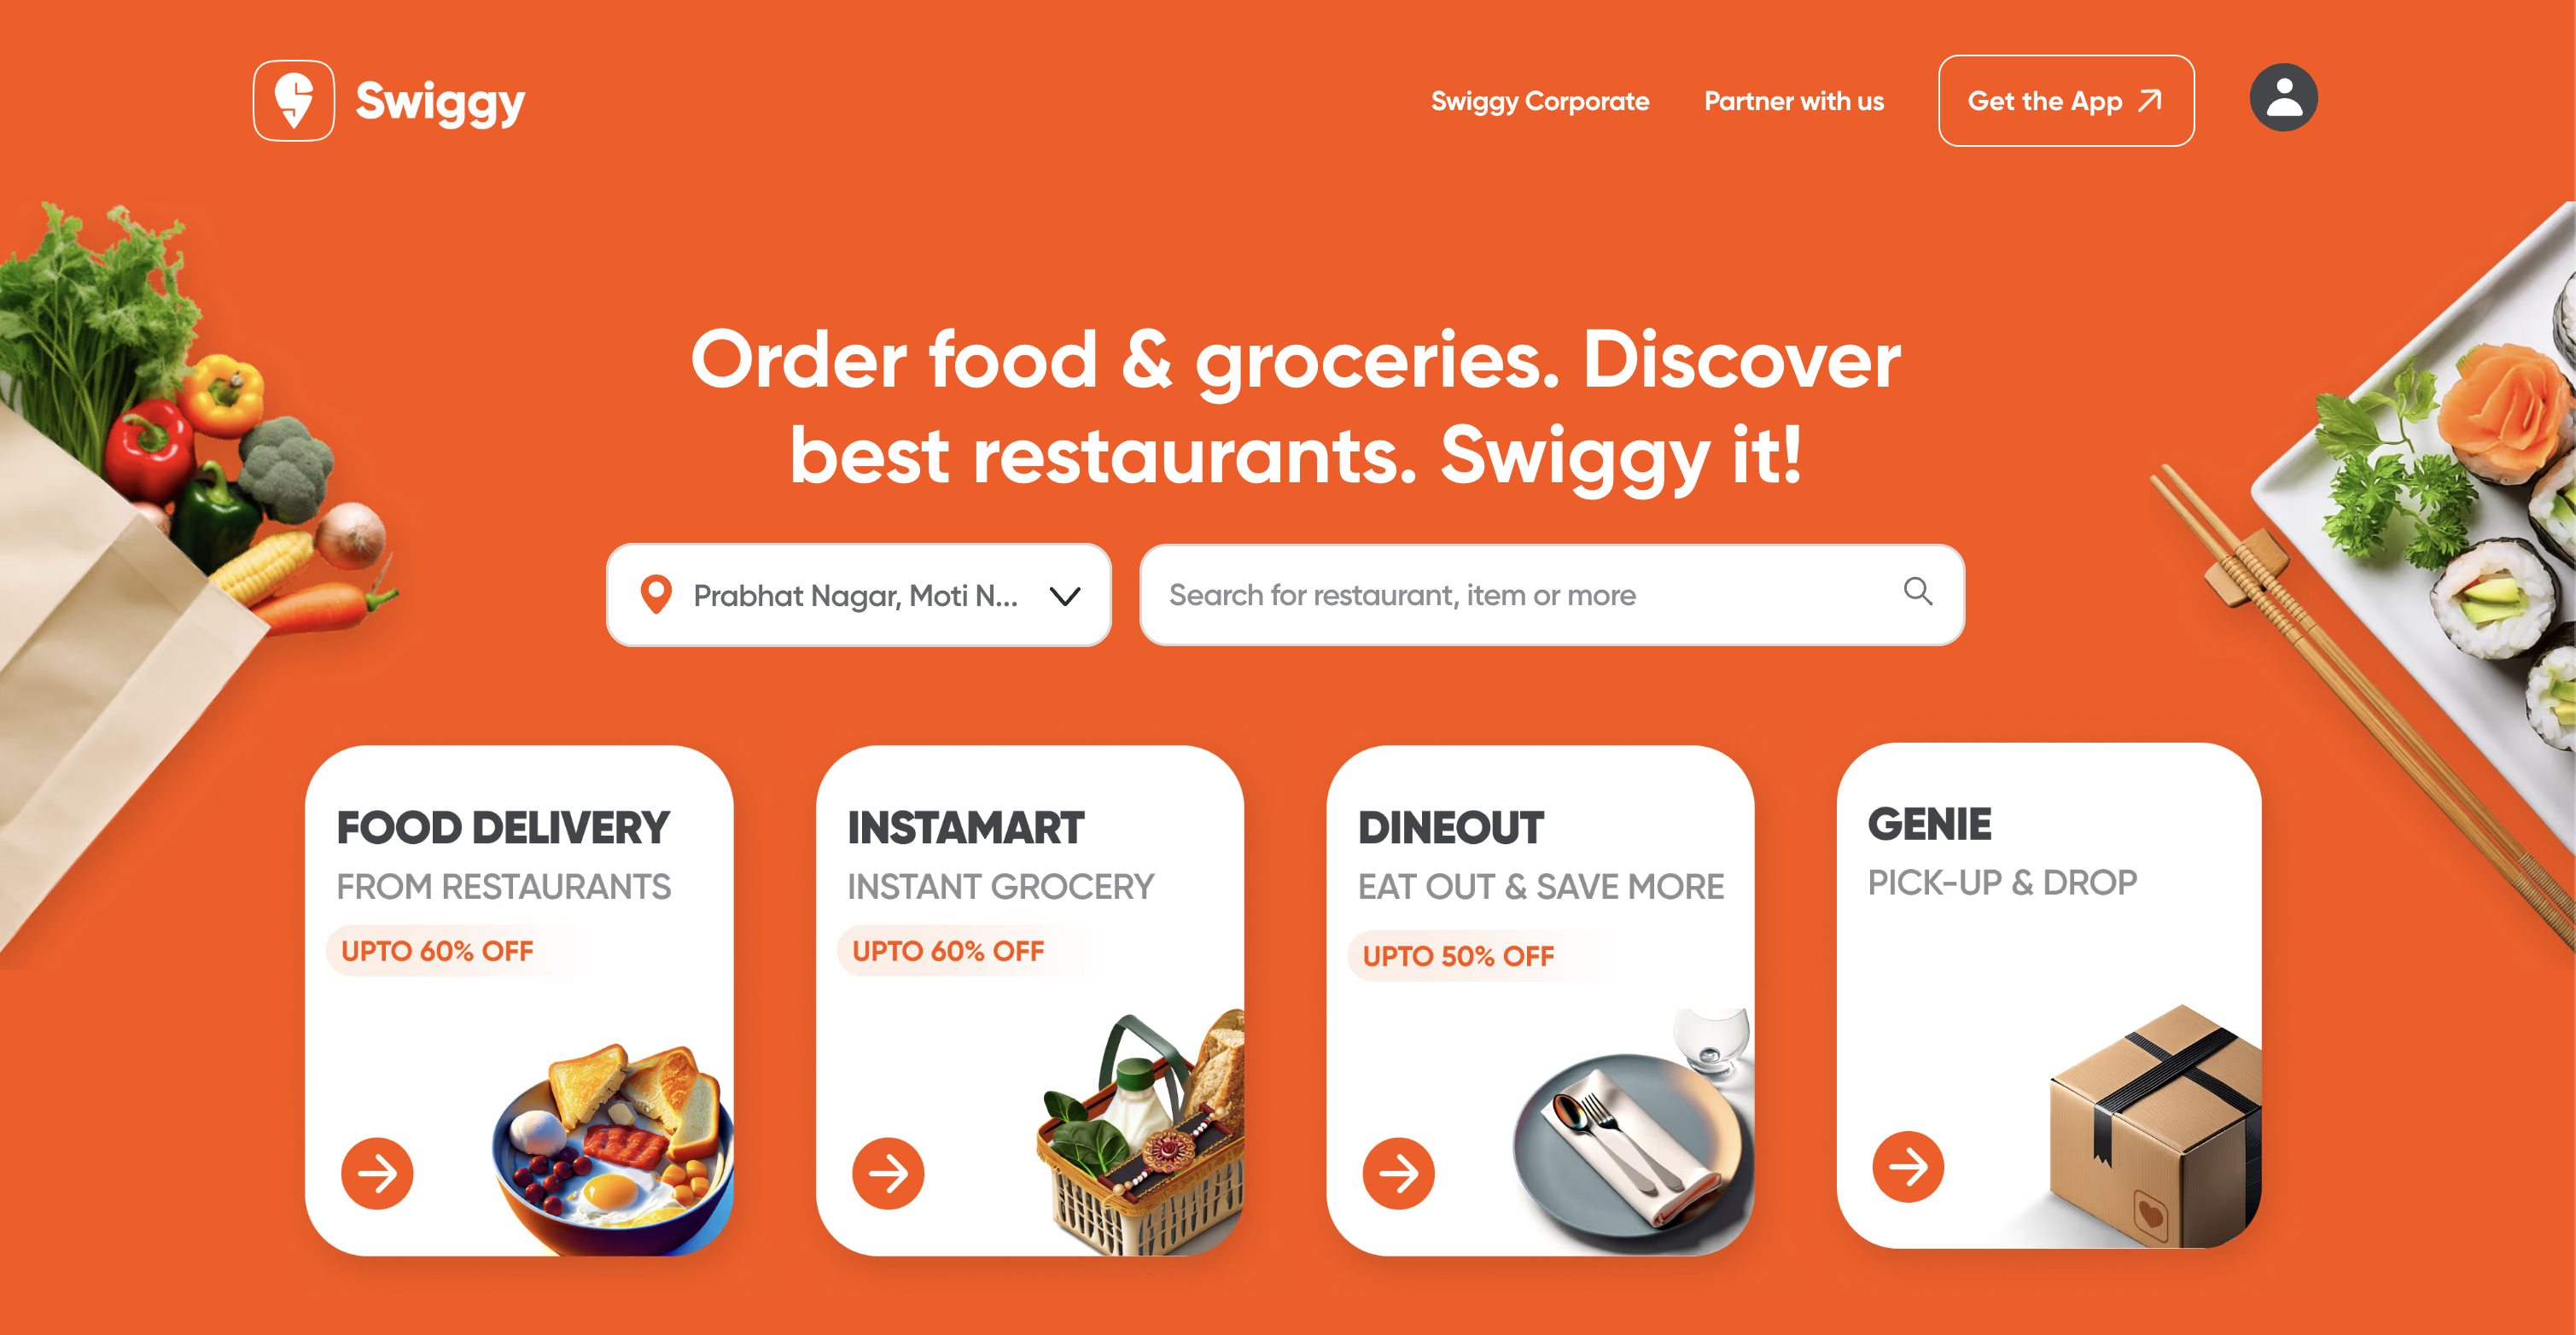 Swiggy
Swiggy Corporate
Partner with us
Get the App
Order food & groceries. Discover
best restaurants. Swiggy it!
Prabhat Nagar, Moti N...
Search for restaurant, item or more
FOOD DELIVERY
FROM RESTAURANTS
UPTO 60% OFF
INSTAMART
INSTANT GROCERY
UPTO 60% OFF
DINEOUT
EAT OUT & SAVE MORE
UPTO 50% OFF
GENIE
PICK-UP & DROP